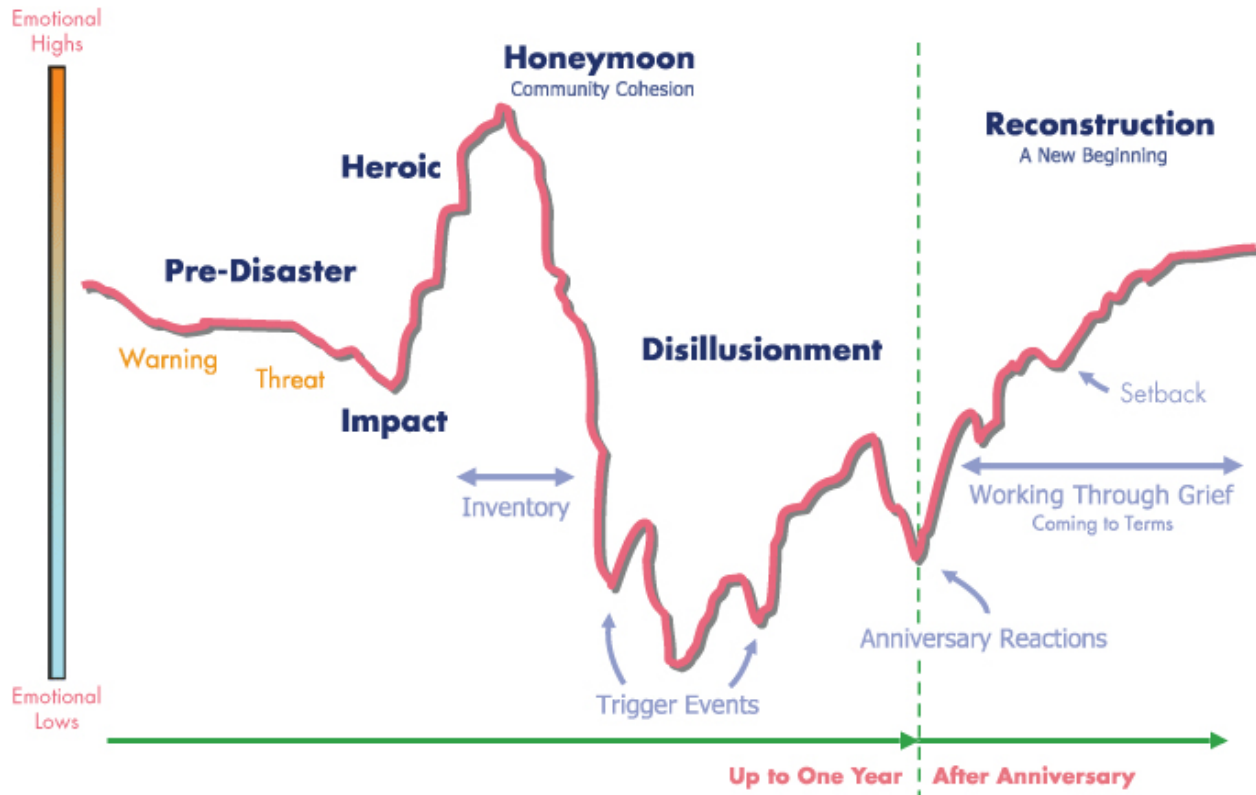 Emotional
Highs
Honeymoon
Community Cohesion
Reconstruction
A New Beginning
Heroic
Pre-Disaster
Warning
Threat
Disillusionment
Impact
Setback
Inventory
Working Through Grief
Coming to Terms
Anniversary Reactions
Trigger Events
Emotional
Lows
Up to One Year
After Anniversary